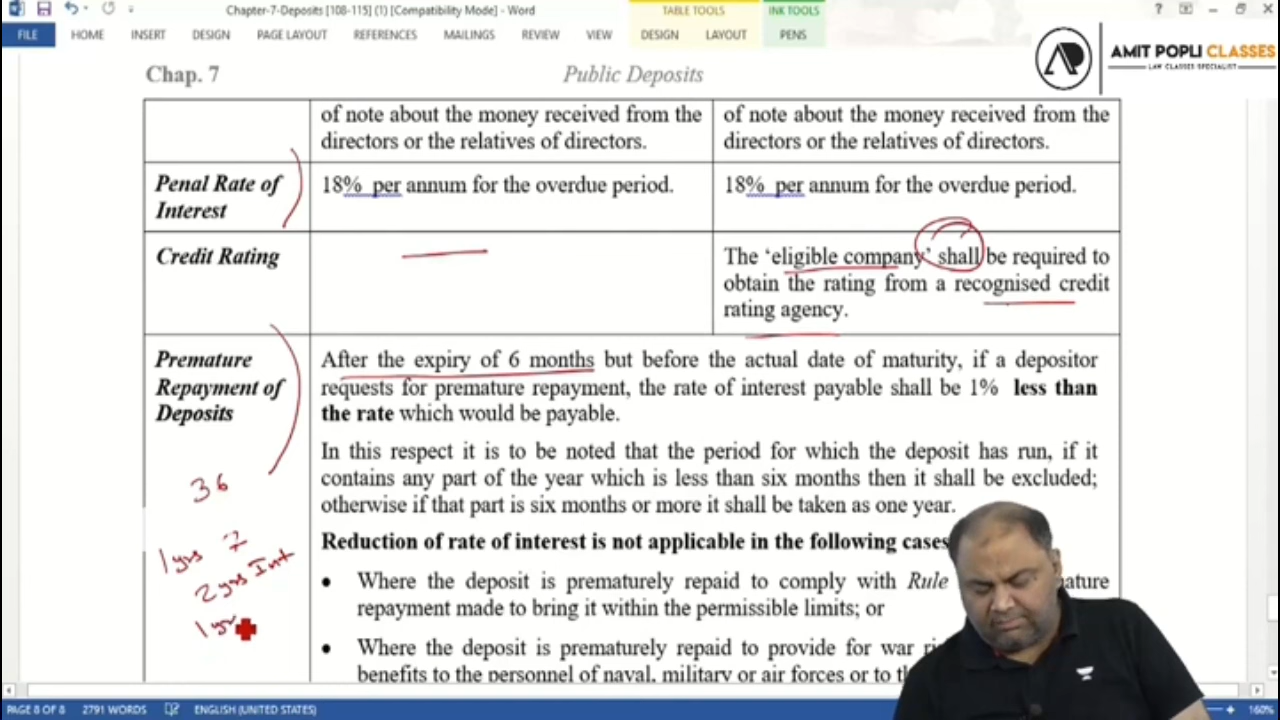 Chapter-7-Deposits [108-115] (1) [Compatibility Mode] - Word
TABLE TOOLS
INK TOOLS
FILE HOME INSERT DESIGN PAGE LAYOUT REFERENCES MAILINGS REVIEW VIEW DESIGN LAYOUT PENS
AMIT POPLI CLASSES
LAW CLASSES SPECIALIST
Chap. 7
Public Deposits
of note about the money received from the
directors or the relatives of directors.
of note about the money received from the
directors or the relatives of directors.
Penal Rate of
Interest
18% per annum for the overdue period.
18% per annum for the overdue period.
Credit Rating
The ‘eligible company’ shall be required to
obtain the rating from a recognised credit
rating agency.
Premature
Repayment of
Deposits
After the expiry of 6 months but before the actual date of maturity, if a depositor
requests for premature repayment, the rate of interest payable shall be 1% less than
the rate which would be payable.
In this respect it is to be noted that the period for which the deposit has run, if it
contains any part of the year which is less than six months then it shall be excluded;
otherwise if that part is six months or more it shall be taken as one year.
36
1 yrs 7
2 yrs Int
1 yr
Reduction of rate of interest is not applicable in the following cases
• Where the deposit is prematurely repaid to comply with Rule
repayment made to bring it within the permissible limits; or
• Where the deposit is prematurely repaid to provide for war
benefits to the personnel of naval, military or air forces or to
PAGE 8 OF 8 2791 WORDS ENGLISH (UNITED STATES) 160%